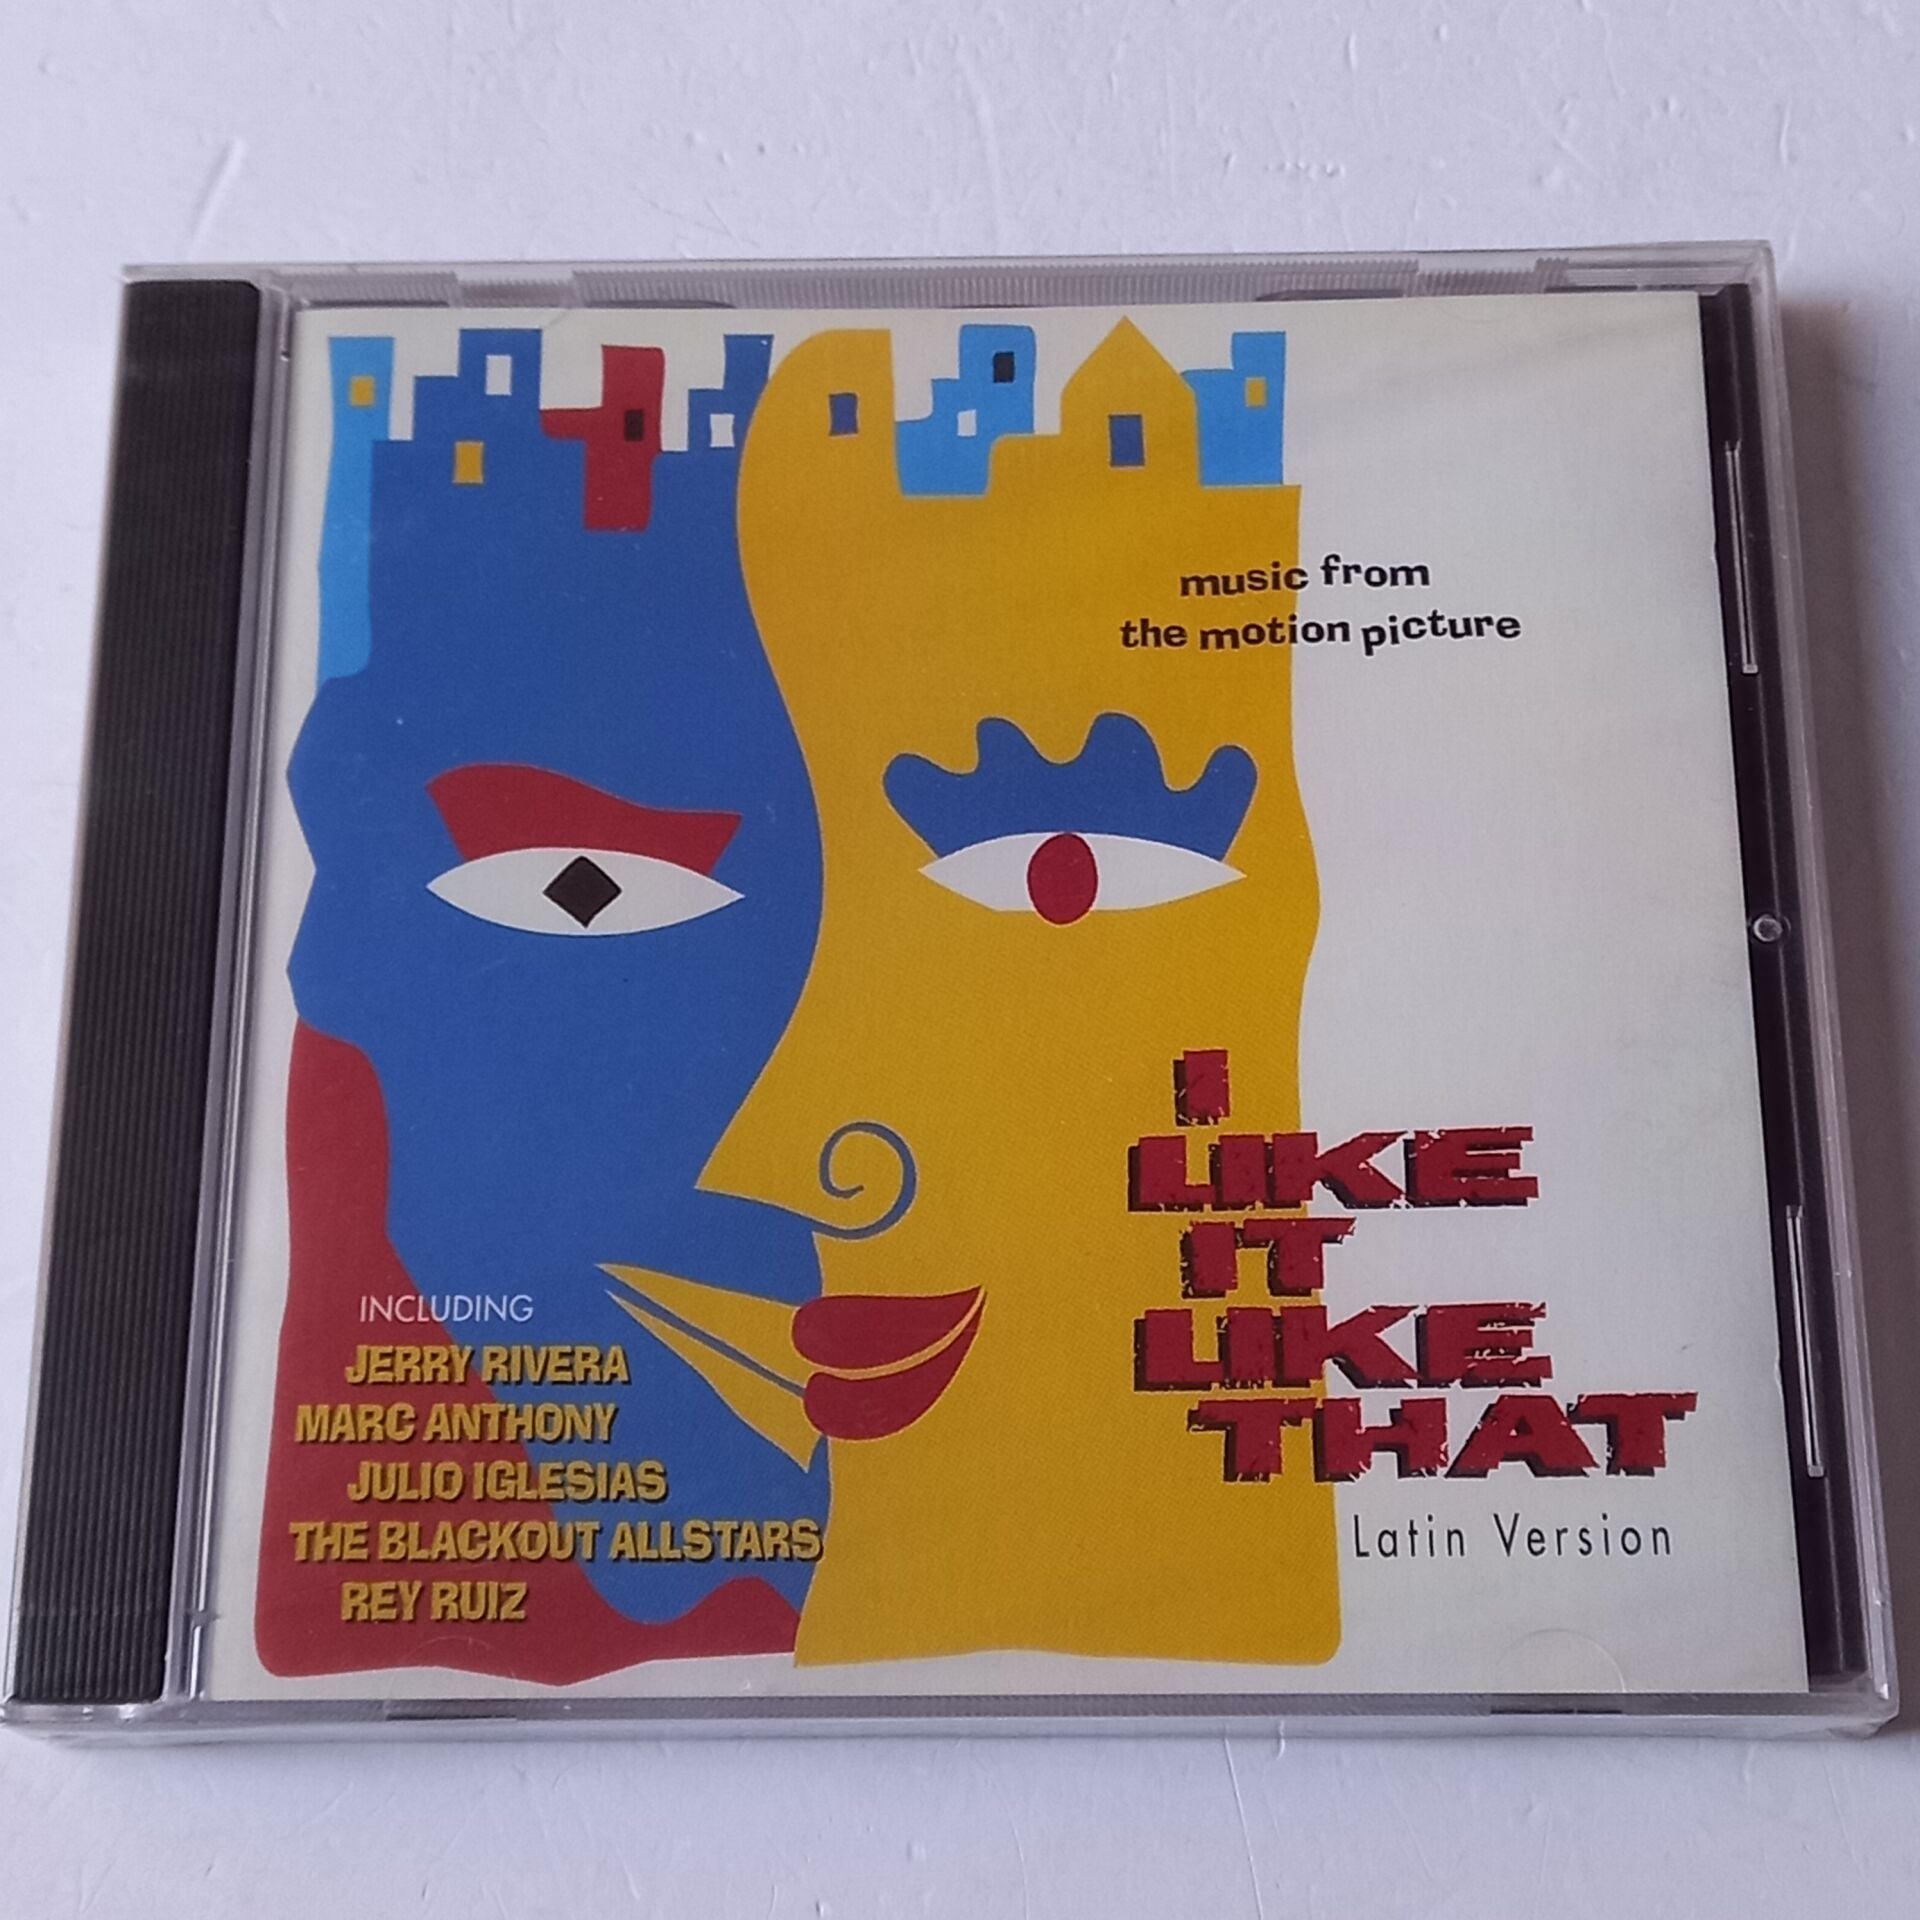 music from
the motion picture
I
LIKE
IT
LIKE
THAT
Latin Version
INCLUDING
JERRY RIVERA
MARC ANTHONY
JULIO IGLESIAS
THE BLACKOUT ALLSTARS
REY RUIZ